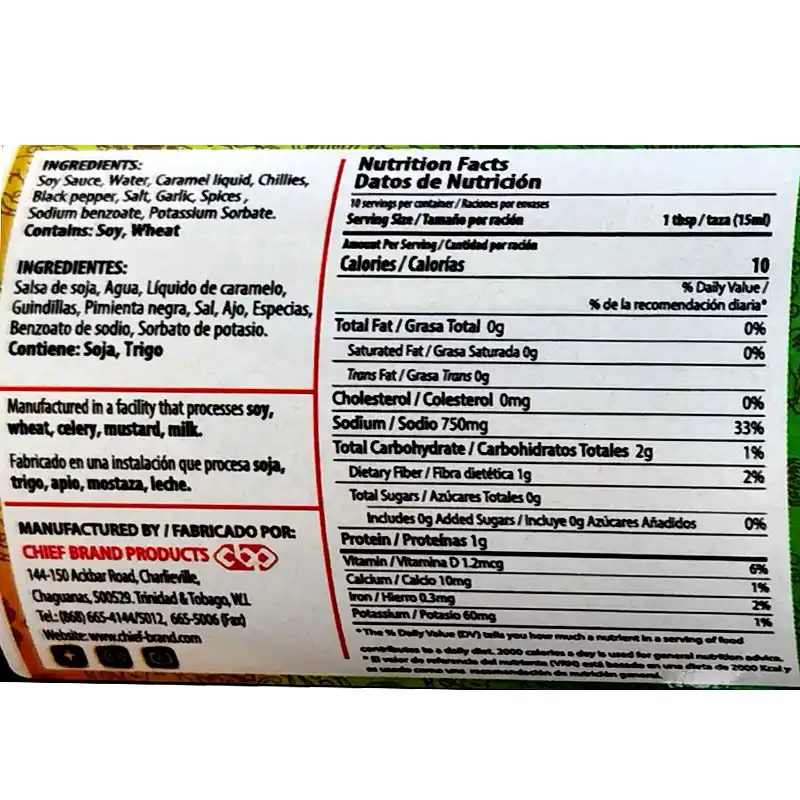 INGREDIENTS:
Soy Sauce, Water, Caramel liquid, Chillies,
Black pepper, Salt, Garlic, Spices ,
Sodium benzoate, Potassium Sorbate.
Contains: Soy, Wheat
INGREDIENTES:
Salsa de soja, Agua, Líquido de caramelo,
Guindillas, Pimienta negra, Sal, Ajo, Especias,
Benzoato de sodio, Sorbato de potasio.
Contiene: Soja, Trigo
Manufactured in a facility that processes soy,
wheat, celery, mustard, milk.
Fabricado en una instalación que procesa soja,
trigo, apio, mostaza, leche.
MANUFACTURED BY / FABRICADO POR:
CHIEF BRAND PRODUCTS cbp
144-150 Ackbar Road, Charlieville,
Chaguanas, 500529. Trinidad & Tobago, W.I.
Tel.: (868) 665-4144/5012, 665-5006 (Fax)
Website: www.chief-brand.com
Nutrition Facts
Datos de Nutrición
10 servings per container / Raciones por envases
Serving Size / Tamaño por ración 1 tbsp / taza (15ml)
Amount Per Serving / Cantidad por ración
Calories / Calorías 10
% Daily Value /
% de la recomendación diaria*
Total Fat / Grasa Total 0g 0%
Saturated Fat / Grasa Saturada 0g 0%
Trans Fat / Grasa Trans 0g
Cholesterol / Colesterol 0mg 0%
Sodium / Sodio 750mg 33%
Total Carbohydrate / Carbohidratos Totales 2g 1%
Dietary Fiber / Fibra dietética 1g 2%
Total Sugars / Azúcares Totales 0g
Includes 0g Added Sugars / Incluye 0g Azúcares Añadidos 0%
Protein / Proteínas 1g
Vitamin / Vitamina D 1.2mcg 6%
Calcium / Calcio 10mg 1%
Iron / Hierro 0.3mg 2%
Potassium / Potasio 60mg 1%
* The % Daily Value (DV) tells you how much a nutrient in a serving of food
contributes to a daily diet. 2000 calories a day is used for general nutrition advice.
* El valor de referencia del nutriente (VRN) está basado en una dieta de 2000 Kcal y
es usado como una recomendación de nutrición general.